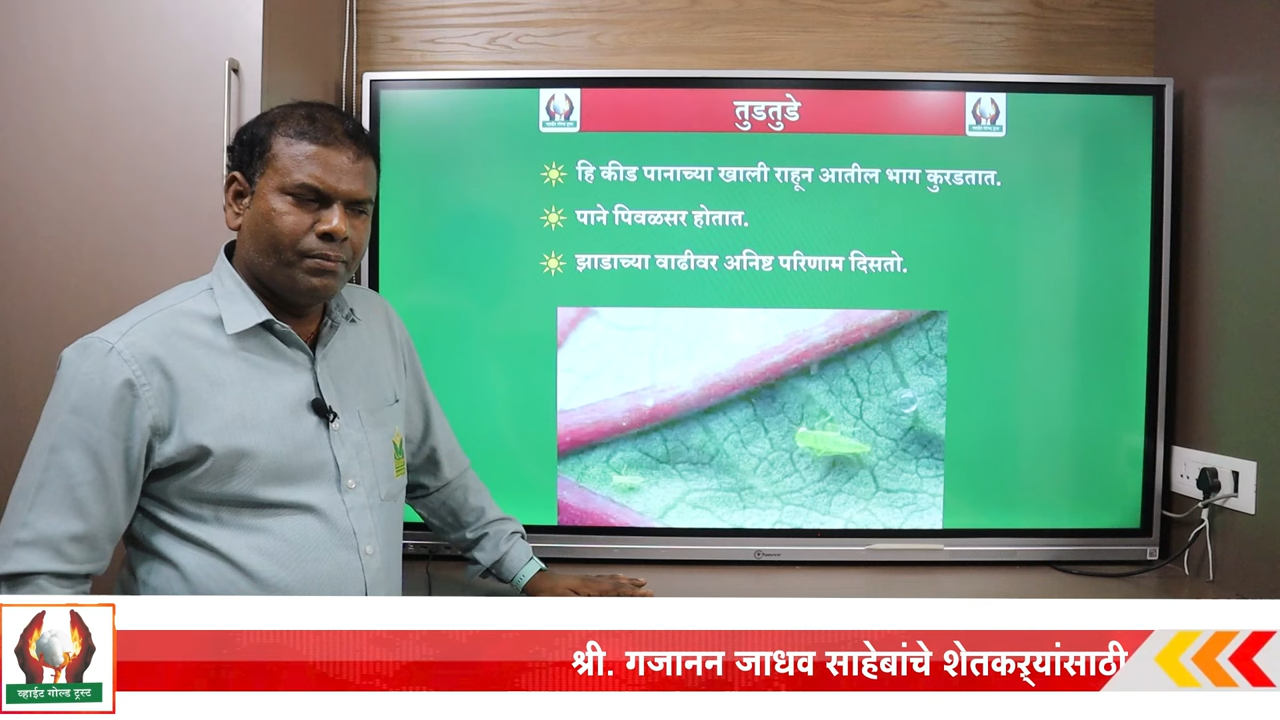 तुडतुडे
हि कीड पानाच्या खाली राहून आतील भाग कुरडतात.
पाने पिवळसर होतात.
झाडाच्या वाढीवर अनिष्ट परिणाम दिसतो.
व्हाईट गोल्ड ट्रस्ट
श्री. गजानन जाधव साहेबांचे शेतकऱ्यांसाठी